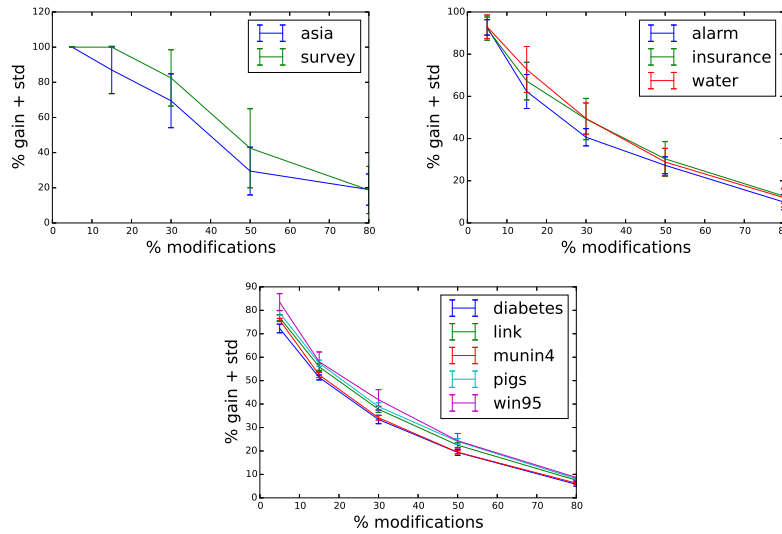 120
100
80
60
40
20
0
% gain + std
0 10 20 30 40 50 60 70 80
% modifications
asia
survey
100
80
60
40
20
0
% gain + std
0 10 20 30 40 50 60 70 80
% modifications
alarm
insurance
water
90
80
70
60
50
40
30
20
10
0
% gain + std
0 10 20 30 40 50 60 70 80
% modifications
diabetes
link
munin4
pigs
win95